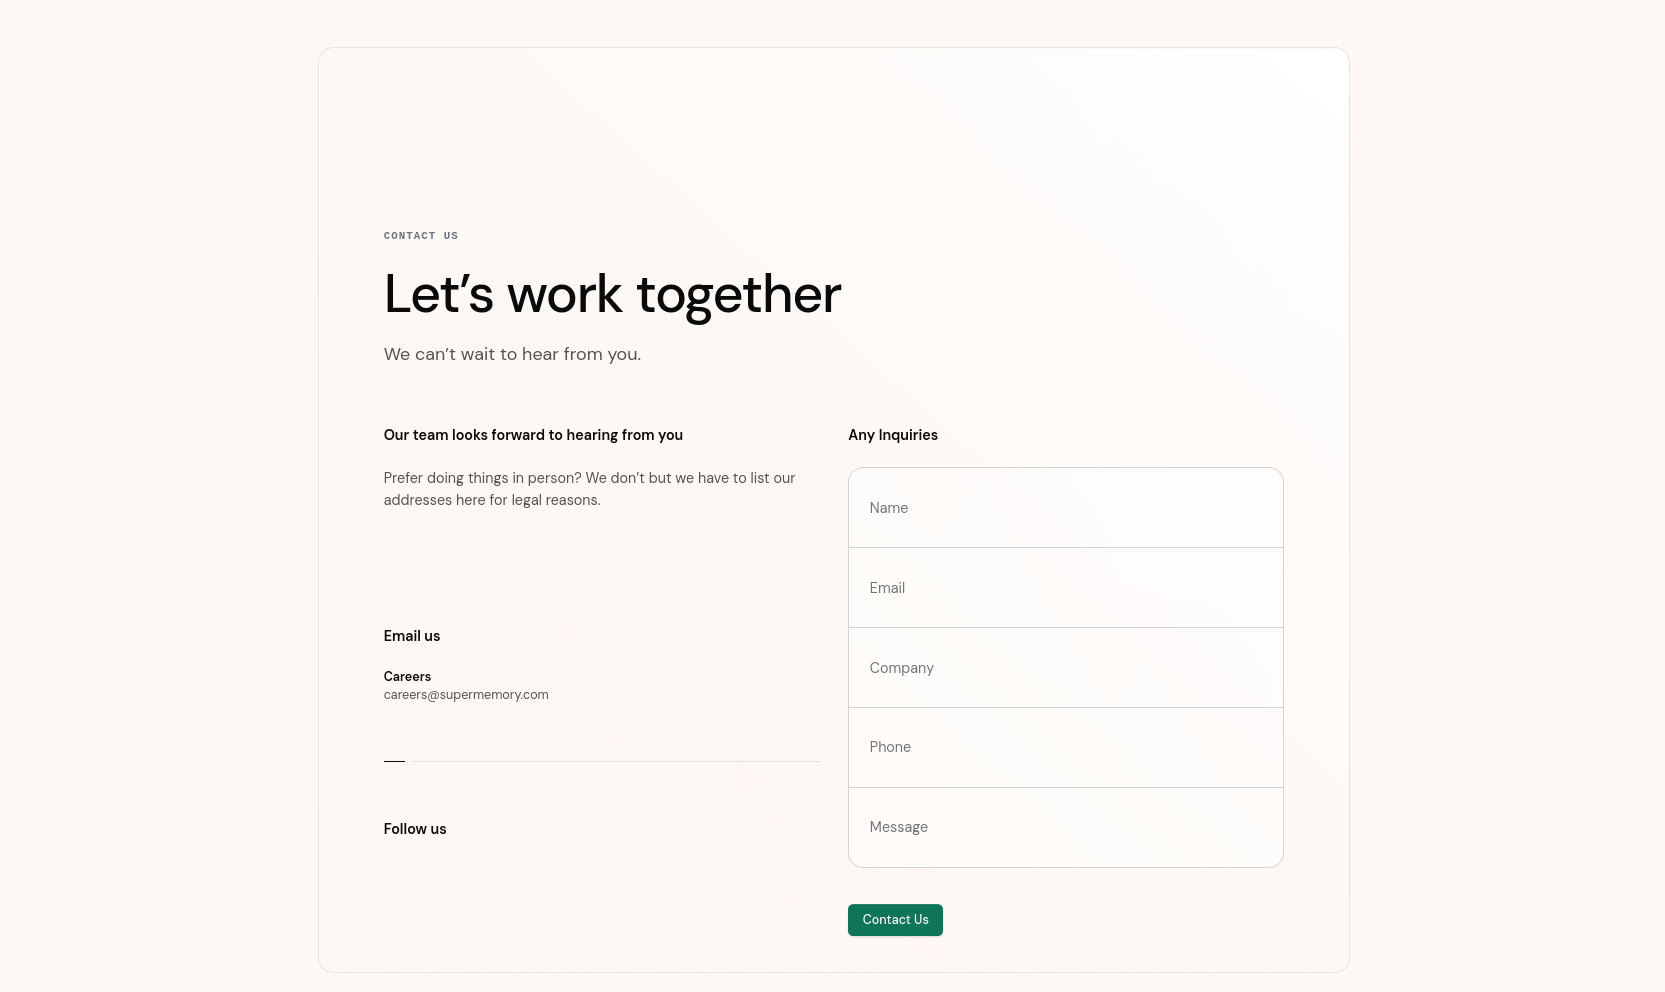 CONTACT US
Let’s work together
We can’t wait to hear from you.
Our team looks forward to hearing from you
Prefer doing things in person? We don’t but we have to list our
addresses here for legal reasons.
Email us
Careers
careers@supermemory.com
Follow us
Any Inquiries
Name
Email
Company
Phone
Message
Contact Us